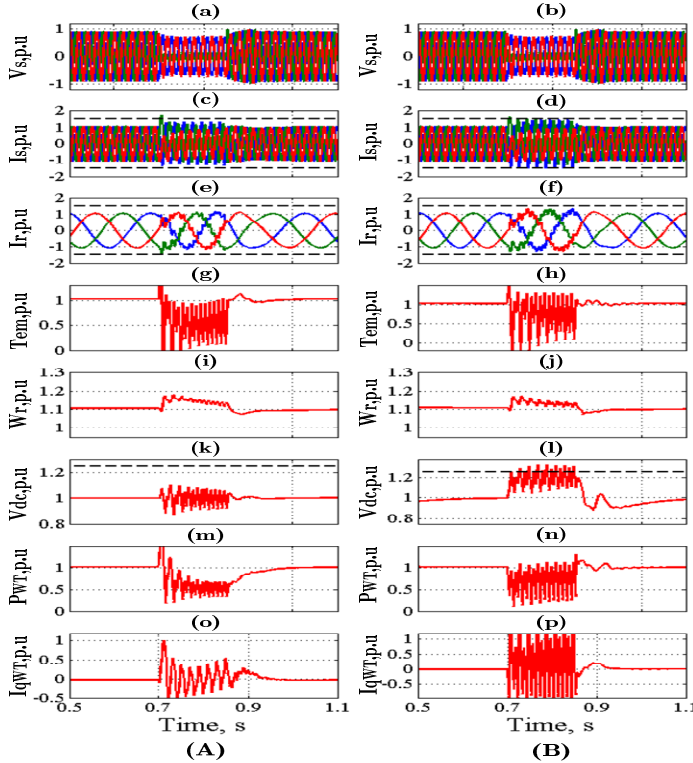 (a) (b)
Vs,p.u 1 0 -1 Vs,p.u 1 0 -1
(c) (d)
Is,p.u 2 1 0 -1 -2 Is,p.u 2 1 0 -1 -2
(e) (f)
Ir,p.u 2 1 0 -1 -2 Ir,p.u 2 1 0 -1 -2
(g) (h)
Tem,p.u 1 0.5 0 Tem,p.u 1 0.5 0
(i) (j)
Wr,p.u 1.3 1.2 1.1 1 Wr,p.u 1.3 1.2 1.1 1
(k) (l)
Vdc,p.u 1.2 1 0.8 Vdc,p.u 1.2 1 0.8
(m) (n)
PWT,p.u 1 0.5 0 PWT,p.u 1 0.5 0
(o) (p)
IqWT,p.u 1 0.5 0 -0.5 IqWT,p.u 1 0.5 0 -0.5
0.5 0.7 0.9 1.1 0.5 0.7 0.9 1.1
Time, s Time, s
(A) (B)